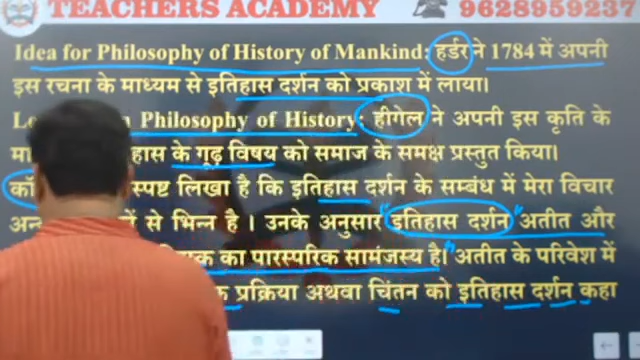 TEACHERS ACADEMY 9628959237
Idea for Philosophy of History of Mankind: हर्डर ने 1784 में अपनी
इस रचना के माध्यम से इतिहास दर्शन को प्रकाश में लाया।
Philosophy of History: हीगेल ने अपनी इस कृति के
के गूढ़ विषय को समाज के समक्ष प्रस्तुत किया।
स्पष्ट लिखा है कि इतिहास दर्शन के सम्बंध में मेरा विचार
से भिन्न है। उनके अनुसार "इतिहास दर्शन" अतीत और
का पारस्परिक सामंजस्य है।" अतीत के परिवेश में
प्रक्रिया अथवा चिंतन को इतिहास दर्शन कहा